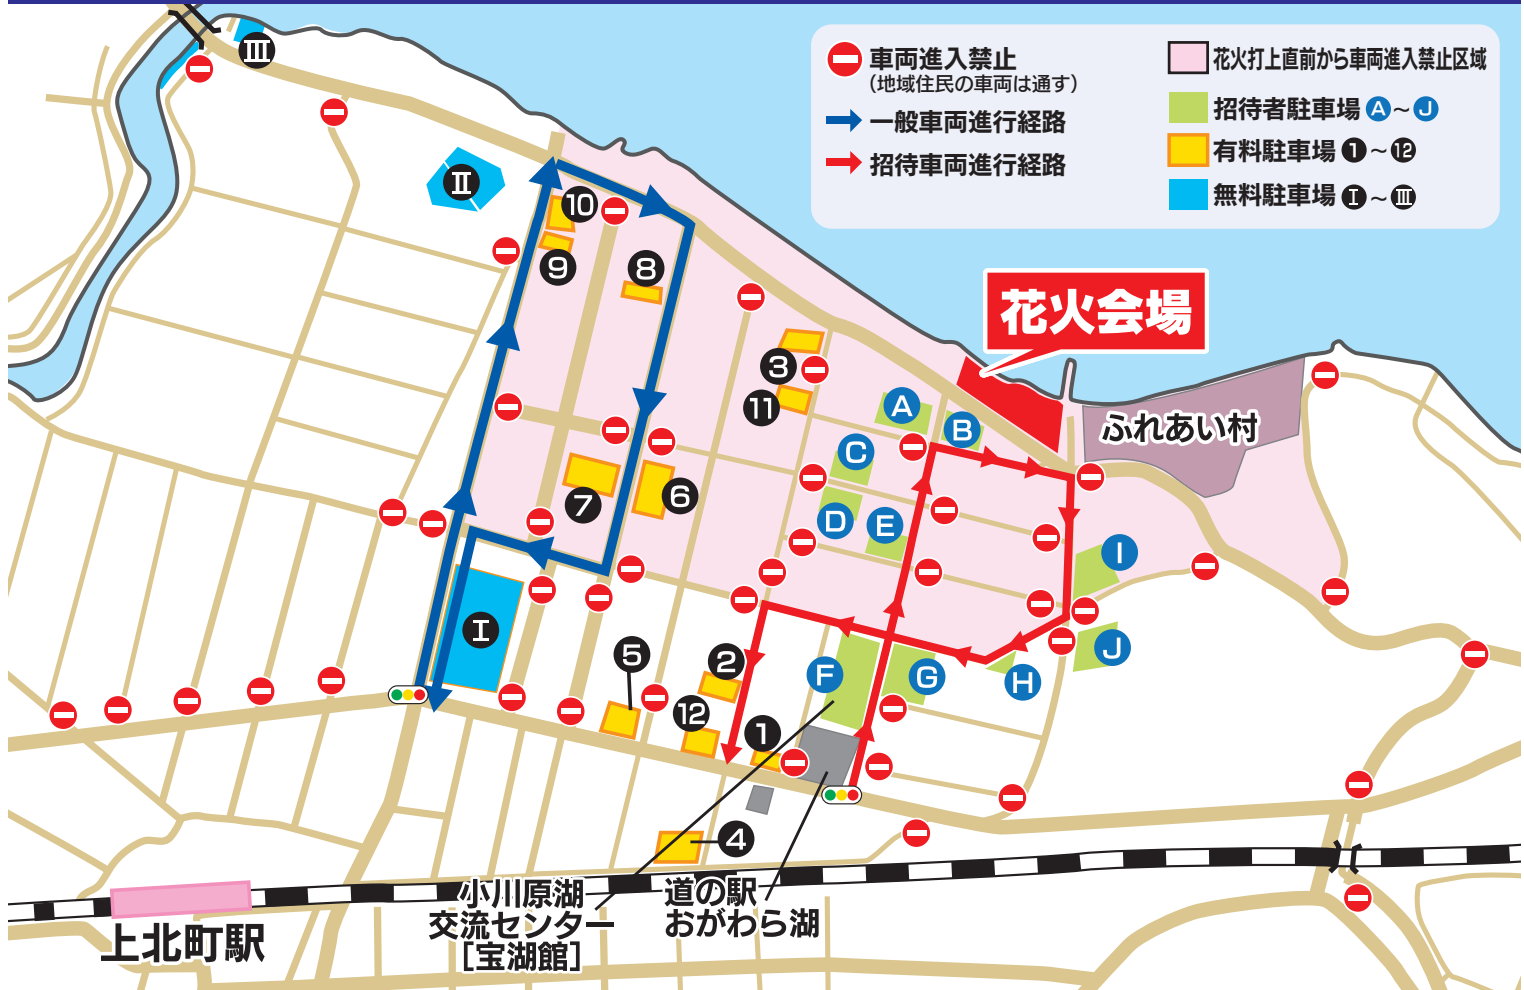 車両進入禁止
(地域住民の車両は通す)
一般車両進行経路
招待車両進行経路
花火打上直前から車両進入禁止区域
招待者駐車場 A～J
有料駐車場 1～12
無料駐車場 Ⅰ～Ⅲ
Ⅲ
Ⅱ
10
9
8
花火会場
3
11
A
B
ふれあい村
C
7
6
D
E
I
Ⅰ
5
2
F
G
H
J
12
1
4
小川原湖
交流センター
[宝湖館]
道の駅
おがわら湖
上北町駅